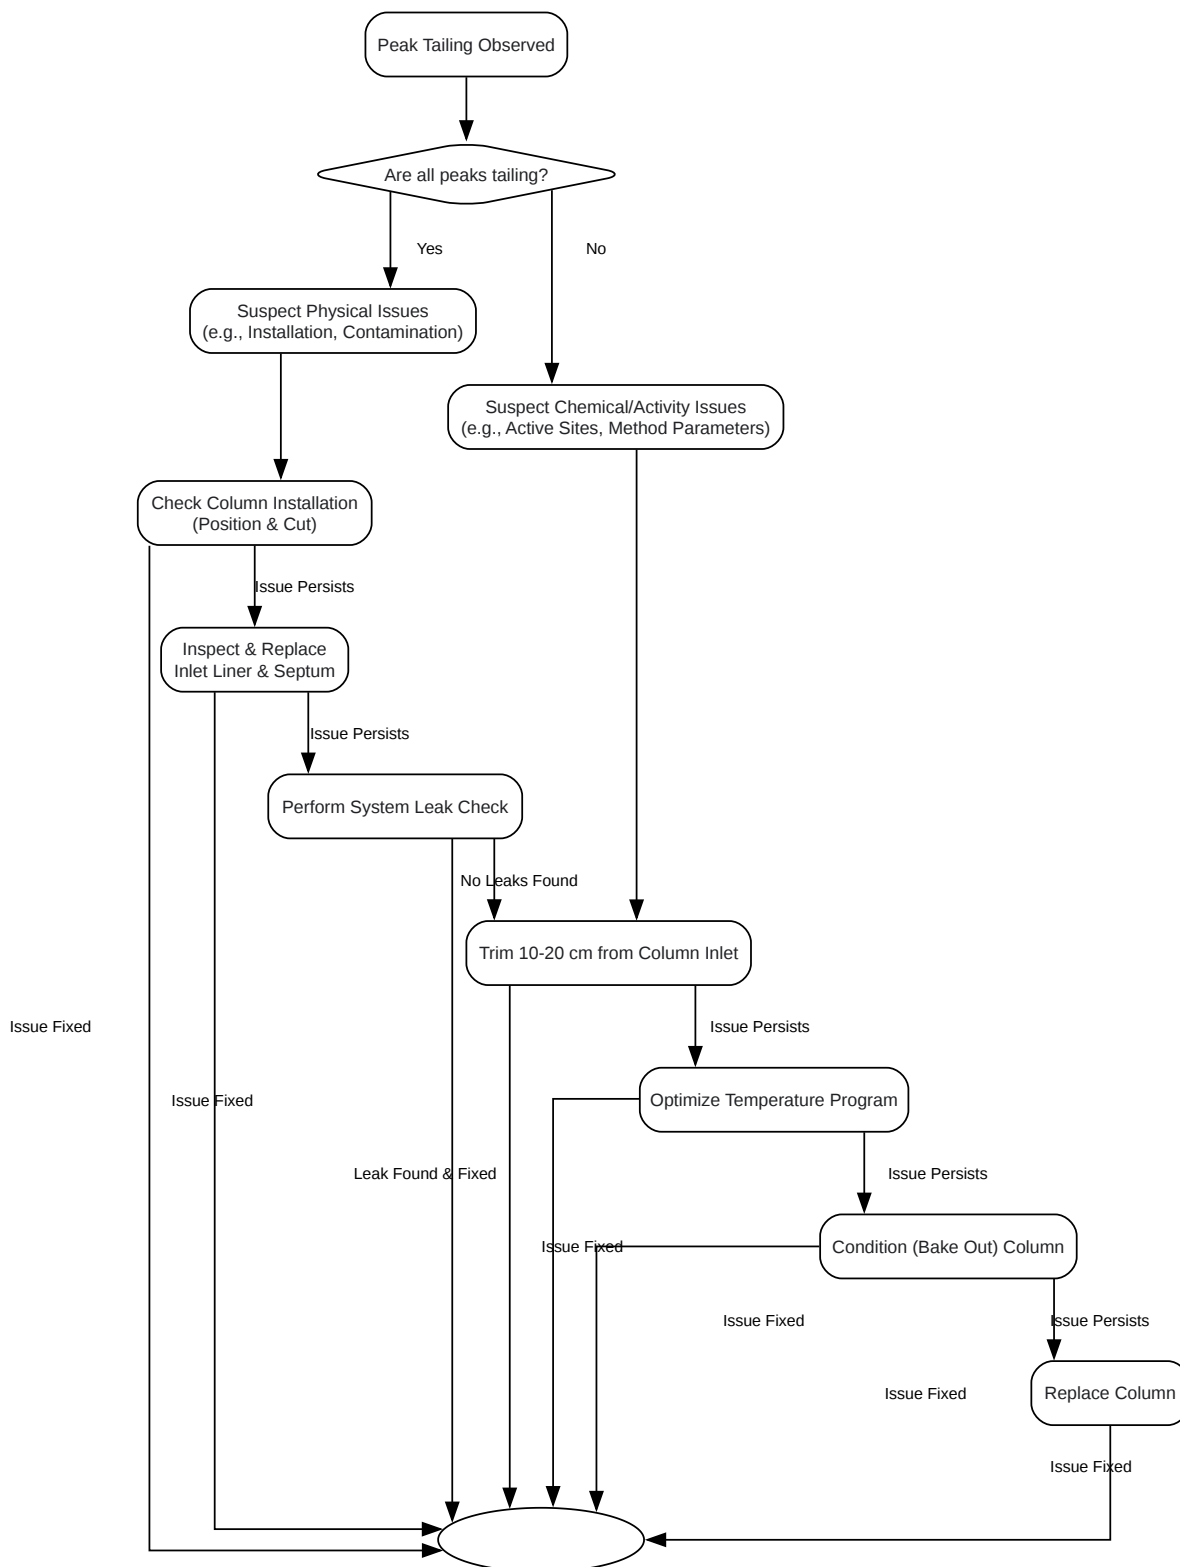 Peak Tailing Observed
Are all peaks tailing?
Yes
No
Suspect Physical Issues
(e.g., Installation, Contamination)
Suspect Chemical/Activity Issues
(e.g., Active Sites, Method Parameters)
Check Column Installation
(Position & Cut)
Issue Persists
Inspect & Replace
Inlet Liner & Septum
Issue Persists
Perform System Leak Check
No Leaks Found
Trim 10-20 cm from Column Inlet
Issue Fixed
Issue Persists
Optimize Temperature Program
Issue Fixed
Leak Found & Fixed
Issue Persists
Issue Fixed
Condition (Bake Out) Column
Issue Fixed
Issue Persists
Issue Fixed
Replace Column
Issue Fixed